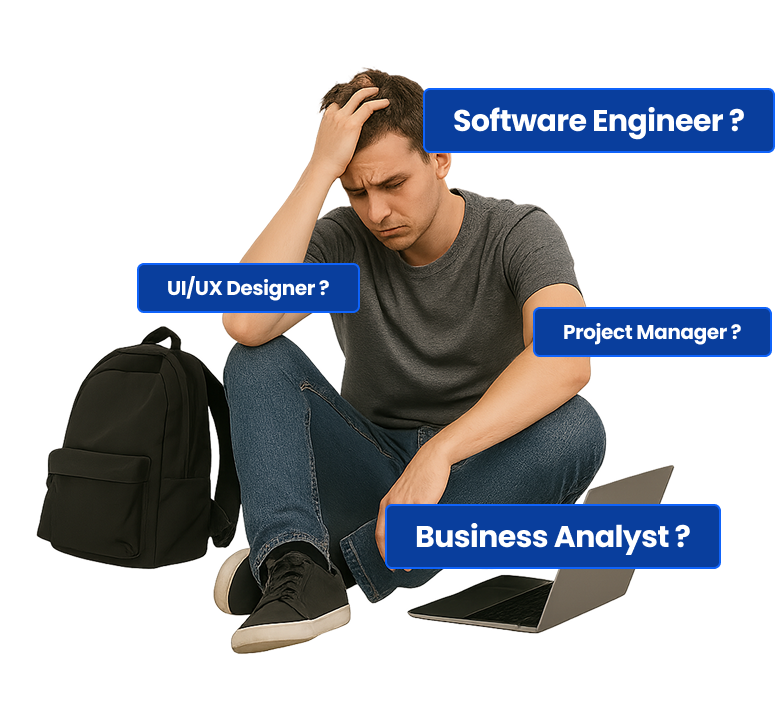 Software Engineer ?
UI/UX Designer ?
Project Manager ?
Business Analyst ?